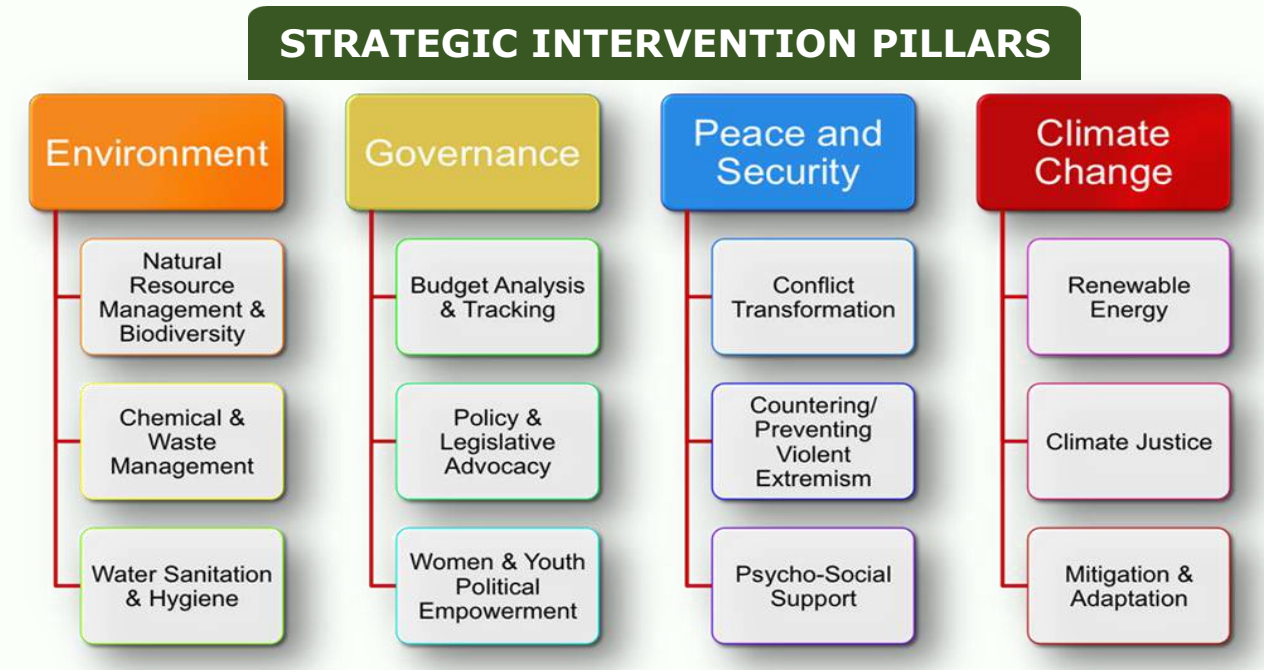 STRATEGIC INTERVENTION PILLARS
Environment
Natural
Resource
Management &
Biodiversity
Chemical &
Waste
Management
Water Sanitation
& Hygiene
Governance
Budget Analysis
& Tracking
Policy &
Legislative
Advocacy
Women & Youth
Political
Empowerment
Peace and
Security
Conflict
Transformation
Countering/
Preventing
Violent
Extremism
Psycho-Social
Support
Climate
Change
Renewable
Energy
Climate Justice
Mitigation &
Adaptation